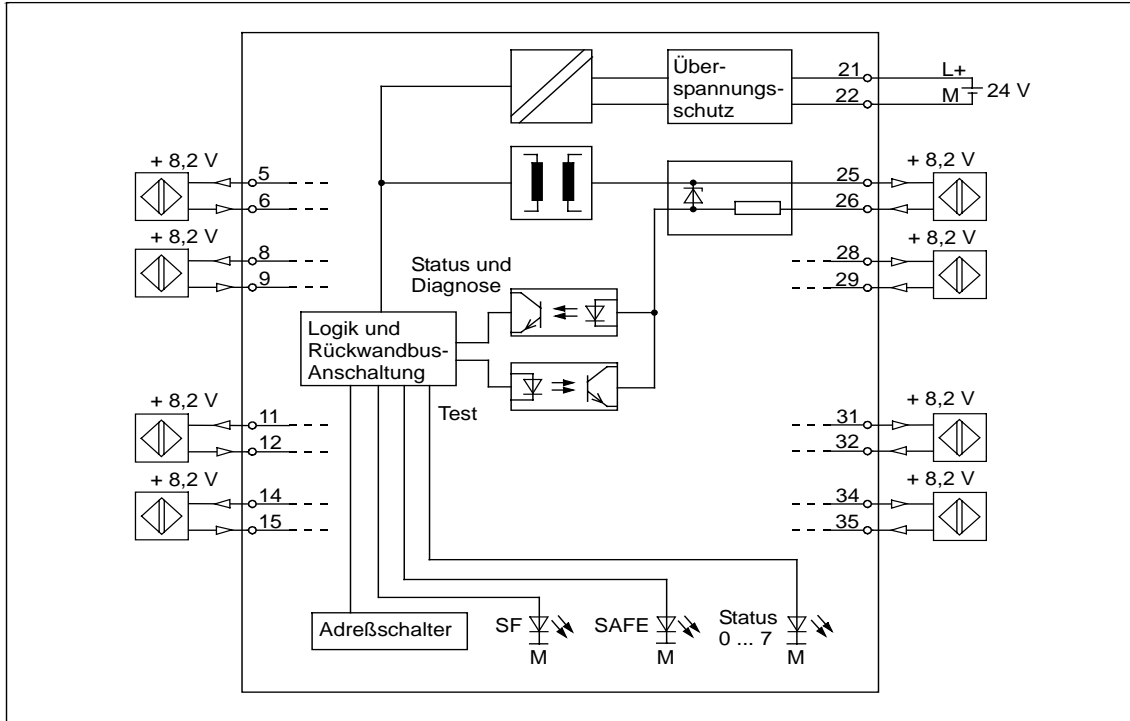 Über-
spannungs-
schutz
21
22
L+
M
24 V
+ 8,2 V
5
6
+ 8,2 V
8
9
25
26
+ 8,2 V
28
29
+ 8,2 V
Status und
Diagnose
Logik und
Rückwandbus-
Anschaltung
Test
+ 8,2 V
11
12
+ 8,2 V
14
15
31
32
+ 8,2 V
34
35
+ 8,2 V
Adreßschalter
SF
M
SAFE
M
Status
0 ... 7
M